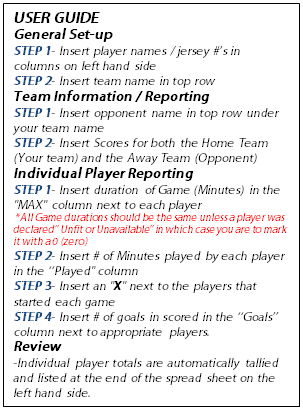 USER GUIDE
General Set-up
STEP 1- Insert player names / jersey #'s in
columns on left hand side
STEP 2- Insert team name in top row
Team Information / Reporting
STEP 1- Insert opponent name in top row under
your team name
STEP 2- Insert Scores for both the Home Team
(Your team) and the Away Team (Opponent)
Individual Player Reporting
STEP 1- Insert duration of Game (Minutes) in the
"MAX" column next to each player
*All Game durations should be the same unless a player was
declared" Unfit or Unavailable" in which case you are to mark
it with a 0 (zero)
STEP 2- Insert # of Minutes played by each player
in the ‘‘Played" column
STEP 3- Insert an "X" next to the players that
started each game
STEP 4- Insert # of goals in scored in the ‘‘Goals’’
column next to appropriate players.
Review
-Individual player totals are automatically tallied
and listed at the end of the spread sheet on the
left hand side.